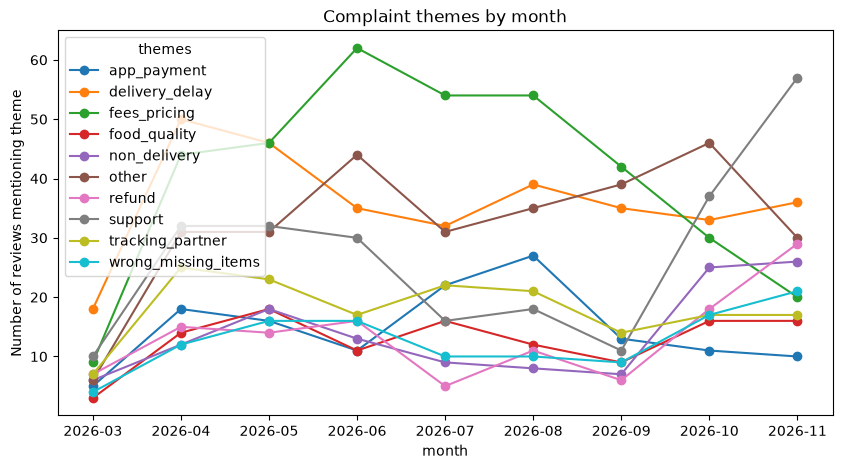 Complaint themes by month
themes
app_payment
delivery_delay
fees_pricing
food_quality
non_delivery
other
refund
support
tracking_partner
wrong_missing_items
Number of reviews mentioning theme
60
50
40
30
20
10
2026-03 2026-04 2026-05 2026-06 2026-07 2026-08 2026-09 2026-10 2026-11
month